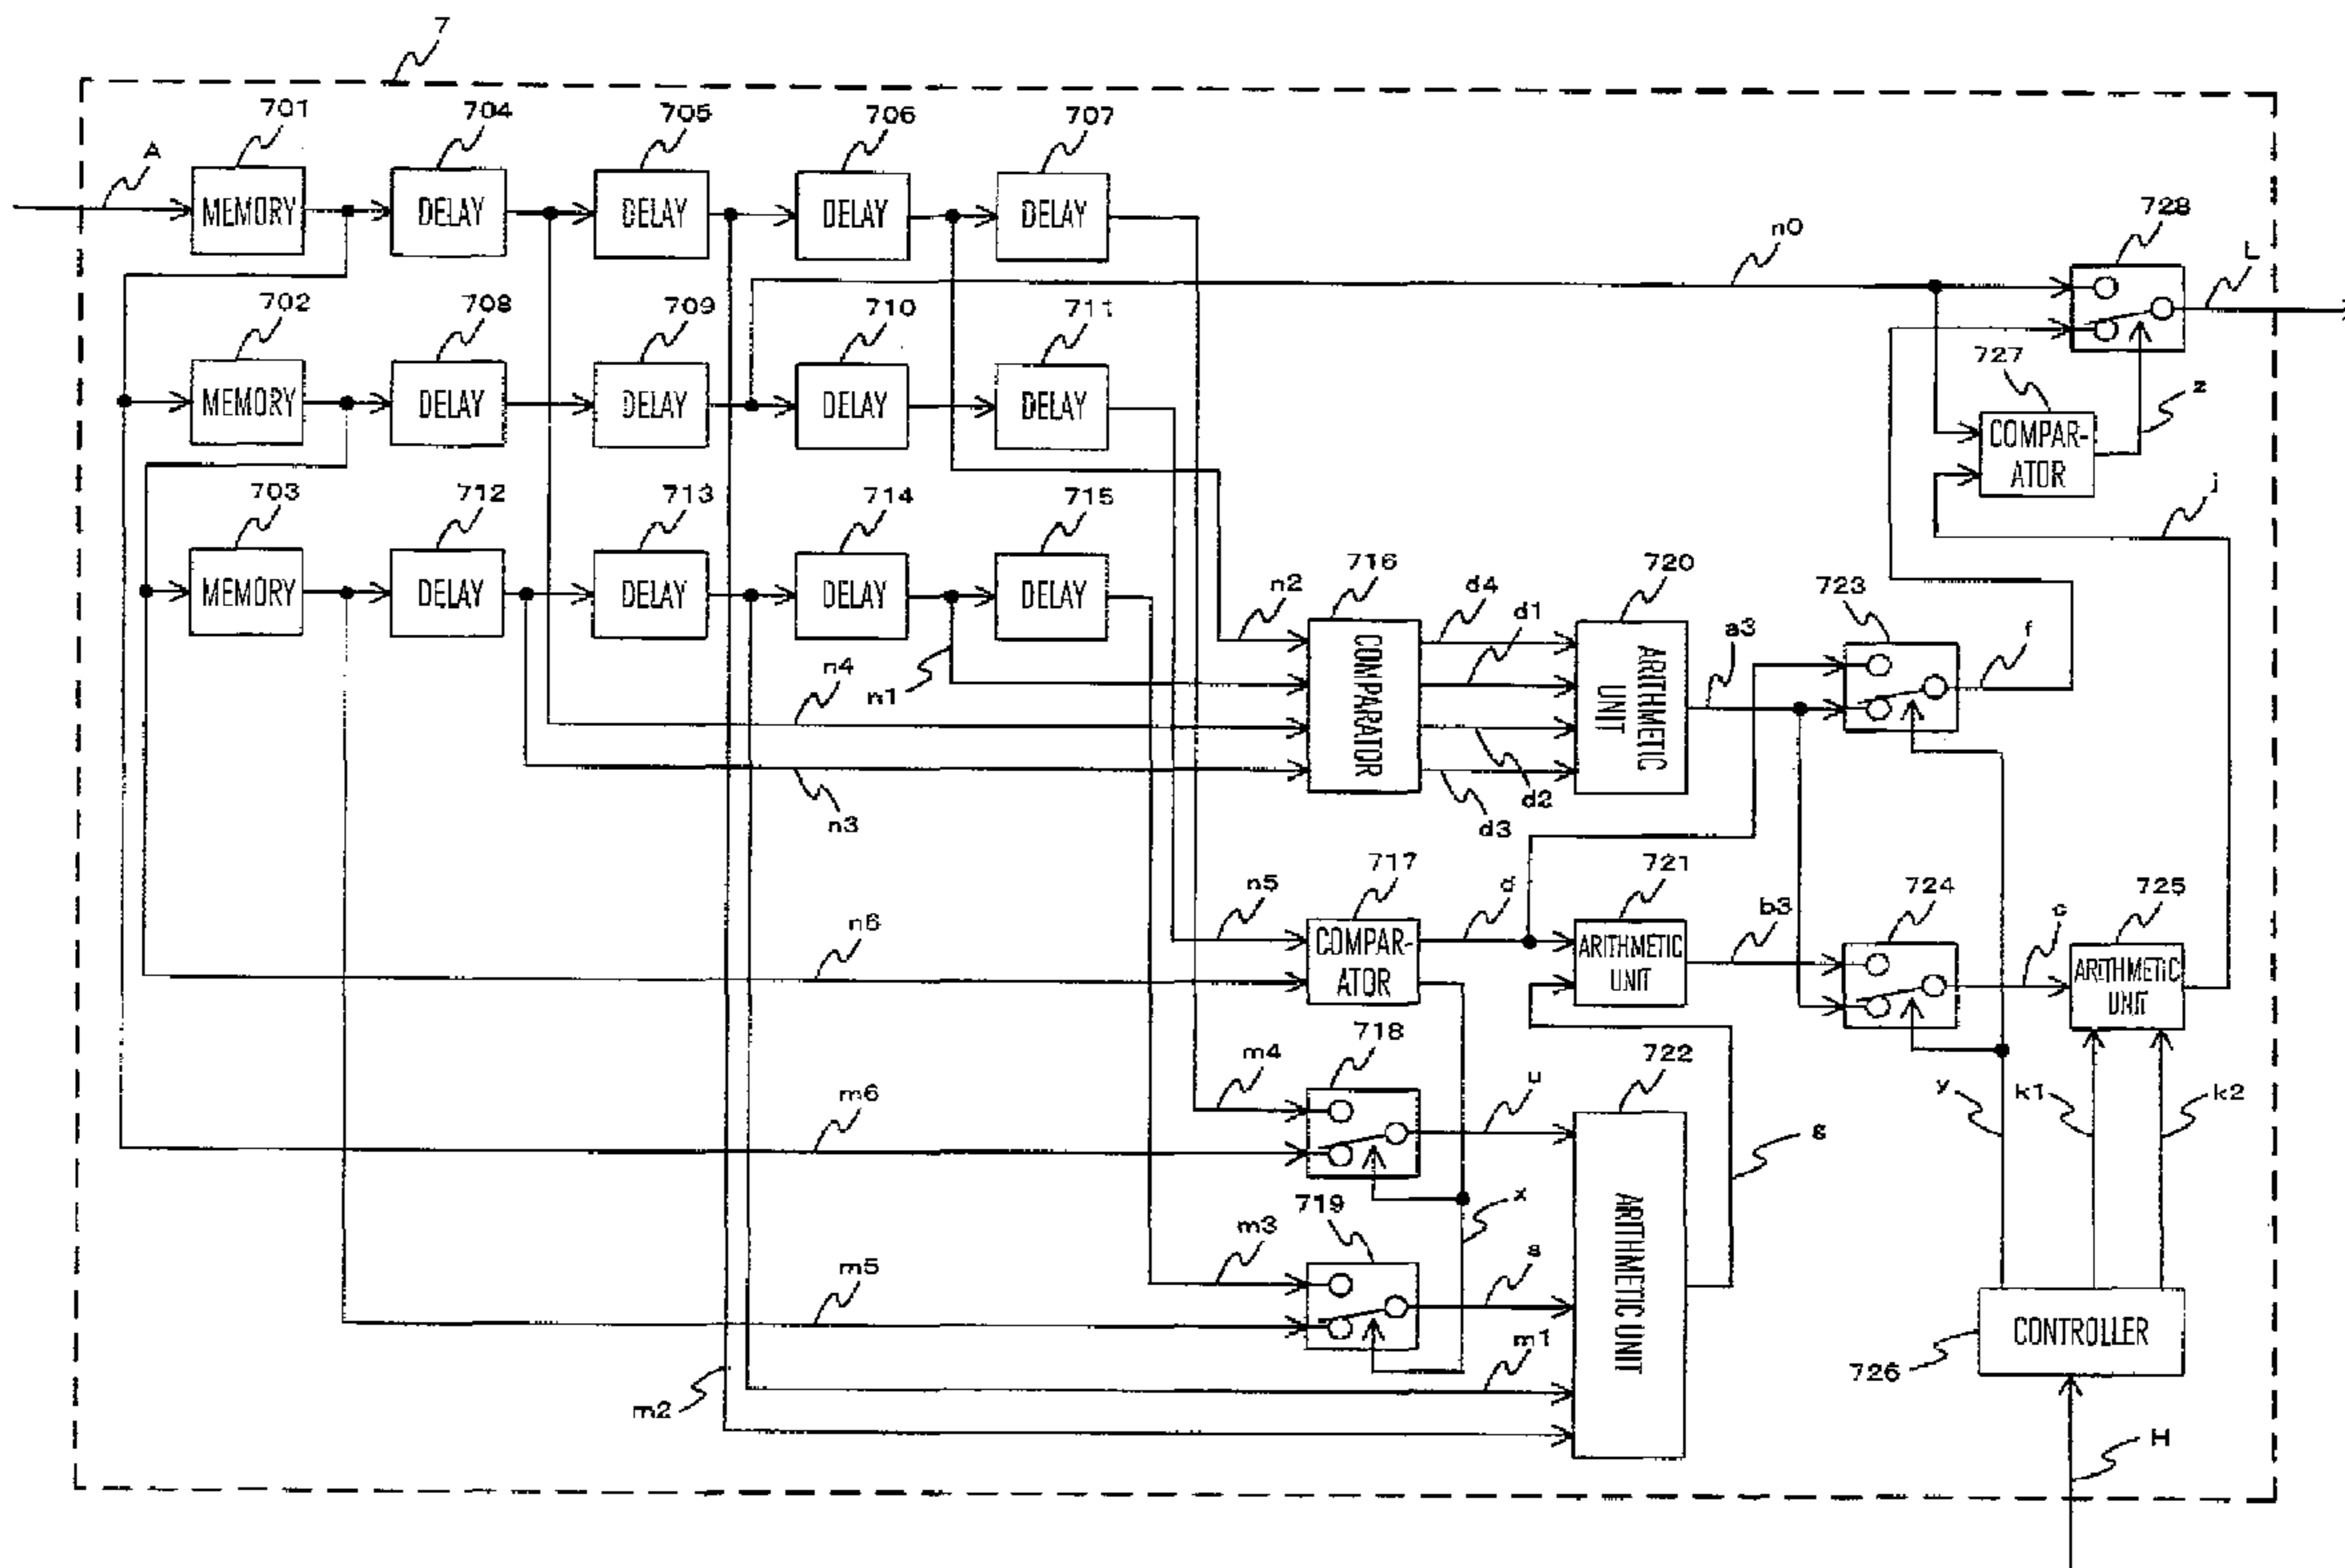 7
701
704
705
706
707
A
MEMORY
DELAY
DELAY
DELAY
DELAY
n0
728
L
702
708
709
710
711
727
MEMORY
DELAY
DELAY
DELAY
DELAY
z
COMPAR-
ATOR
703
712
713
714
715
j
MEMORY
DELAY
DELAY
DELAY
DELAY
n2
716
d4
d1
720
723
n4
n1
COMPARATOR
ARITHMETIC
UNIT
a3
f
n3
d2
d3
717
d
721
724
725
n5
n6
COMPAR-
ATOR
ARITHMETIC
UNIT
b3
c
ARITHMETIC
UNIT
718
722
m4
u
m6
y
k1
k2
g
719
x
m3
s
m5
ARITHMETIC UNIT
m1
m2
CONTROLLER
726
H